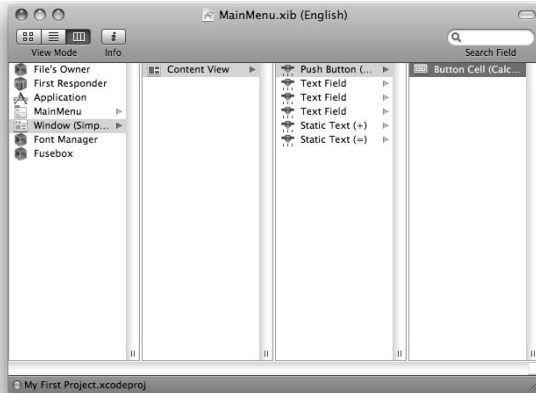 MainMenu.xib (English)
View Mode
Info
Search Field
File's Owner
First Responder
Application
MainMenu
Window (Simp...
Font Manager
Fusebox
Content View
Push Button (...
Text Field
Text Field
Text Field
Static Text (+)
Static Text (=)
Button Cell (Calc...
My First Project.xcodeproj